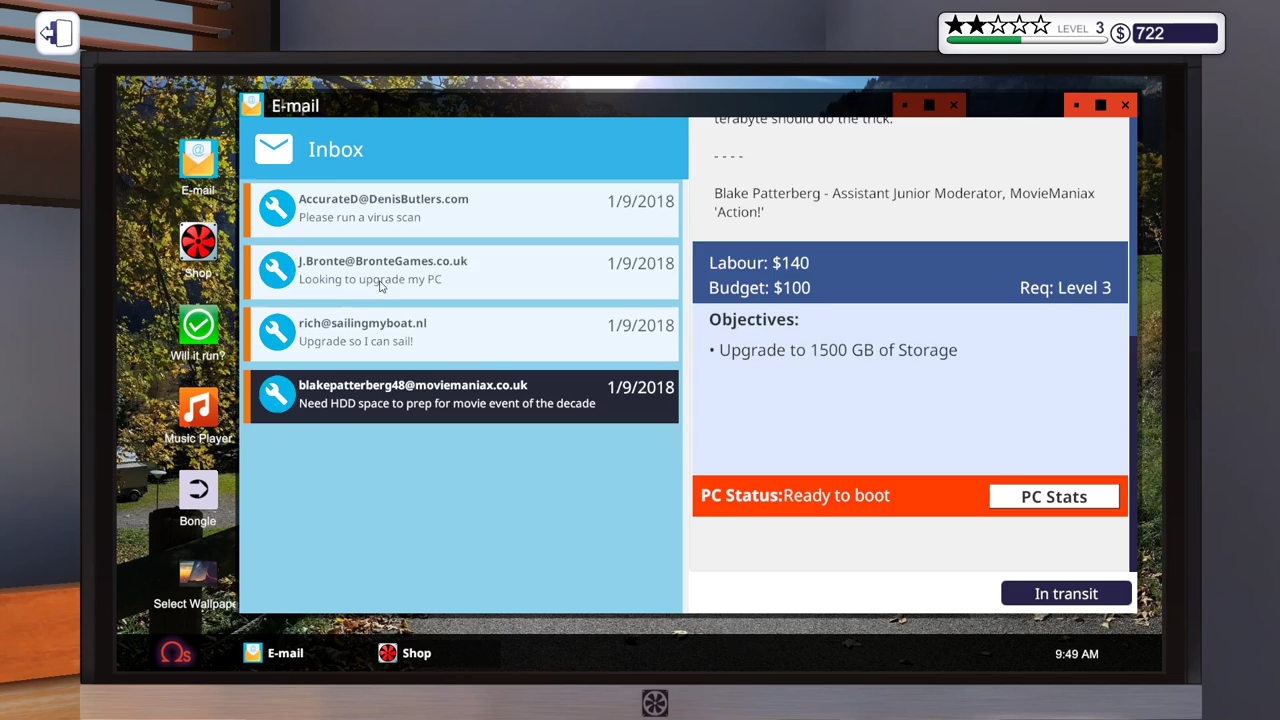 LEVEL 3
$ 722
E-mail
Inbox
terabyte should do the trick.
- - - -
Blake Patterberg - Assistant Junior Moderator, MovieManiax
'Action!'
AccurateD@DenisButlers.com
1/9/2018
Please run a virus scan
J.Bronte@BronteGames.co.uk
1/9/2018
Looking to upgrade my PC
rich@sailingmyboat.nl
1/9/2018
Upgrade so I can sail!
blakepatterberg48@moviemaniax.co.uk
1/9/2018
Need HDD space to prep for movie event of the decade
Labour: $140
Budget: $100
Req: Level 3
Objectives:
• Upgrade to 1500 GB of Storage
PC Status:Ready to boot
PC Stats
In transit
E-mail
Shop
Will it run?
Music Player
Bongle
Select Wallpape
Ωs
E-mail
Shop
9:49 AM